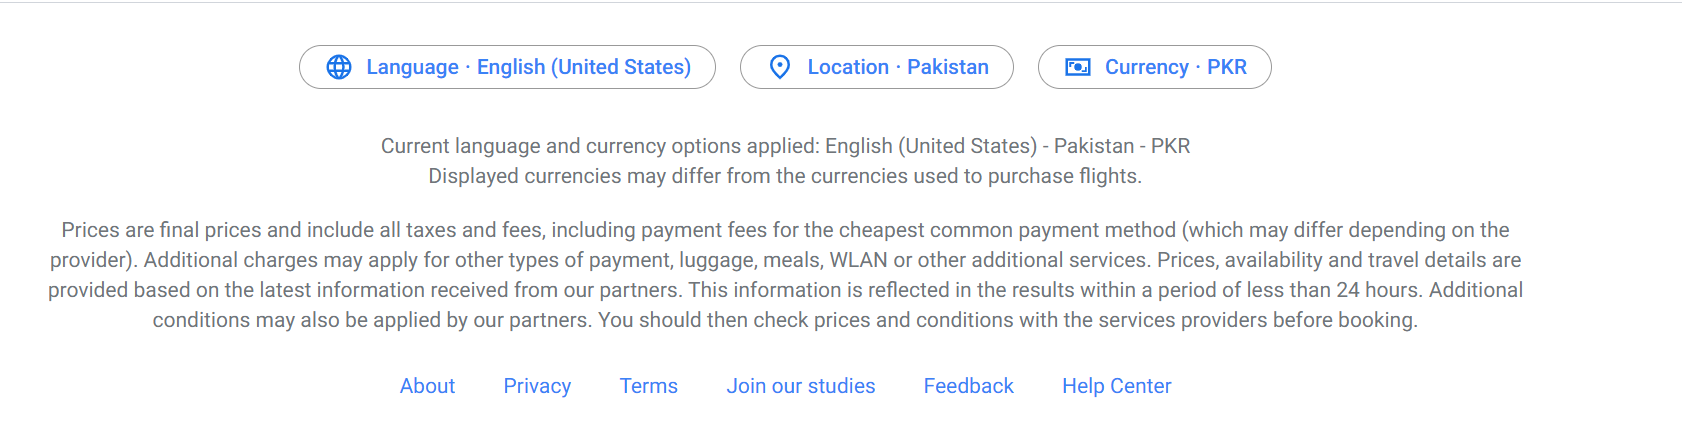 Language · English (United States) Location · Pakistan Currency · PKR
Current language and currency options applied: English (United States) - Pakistan - PKR
Displayed currencies may differ from the currencies used to purchase flights.
Prices are final prices and include all taxes and fees, including payment fees for the cheapest common payment method (which may differ depending on the
provider). Additional charges may apply for other types of payment, luggage, meals, WLAN or other additional services. Prices, availability and travel details are
provided based on the latest information received from our partners. This information is reflected in the results within a period of less than 24 hours. Additional
conditions may also be applied by our partners. You should then check prices and conditions with the services providers before booking.
About Privacy Terms Join our studies Feedback Help Center